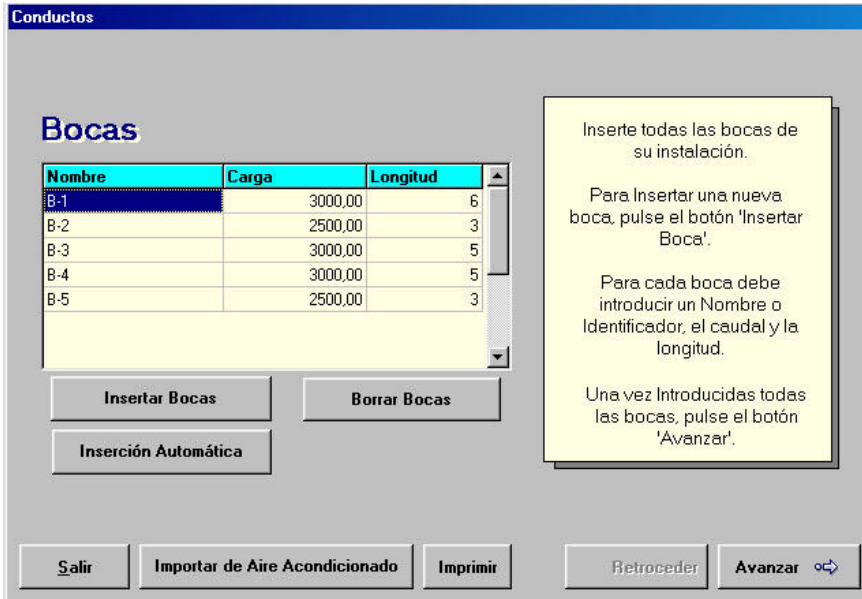 Conductos
Bocas
Nombre Carga Longitud
B-1 3000,00 6
B-2 2500,00 3
B-3 3000,00 5
B-4 3000,00 5
B-5 2500,00 3
Insertar Bocas Borrar Bocas
Inserción Automática
Inserte todas las bocas de
su instalación.
Para Insertar una nueva
boca, pulse el botón 'Insertar
Boca'.
Para cada boca debe
introducir un Nombre o
Identificador, el caudal y la
longitud.
Una vez Introducidas todas
las bocas, pulse el botón
'Avanzar'.
Salir Importar de Aire Acondicionado Imprimir Retroceder Avanzar